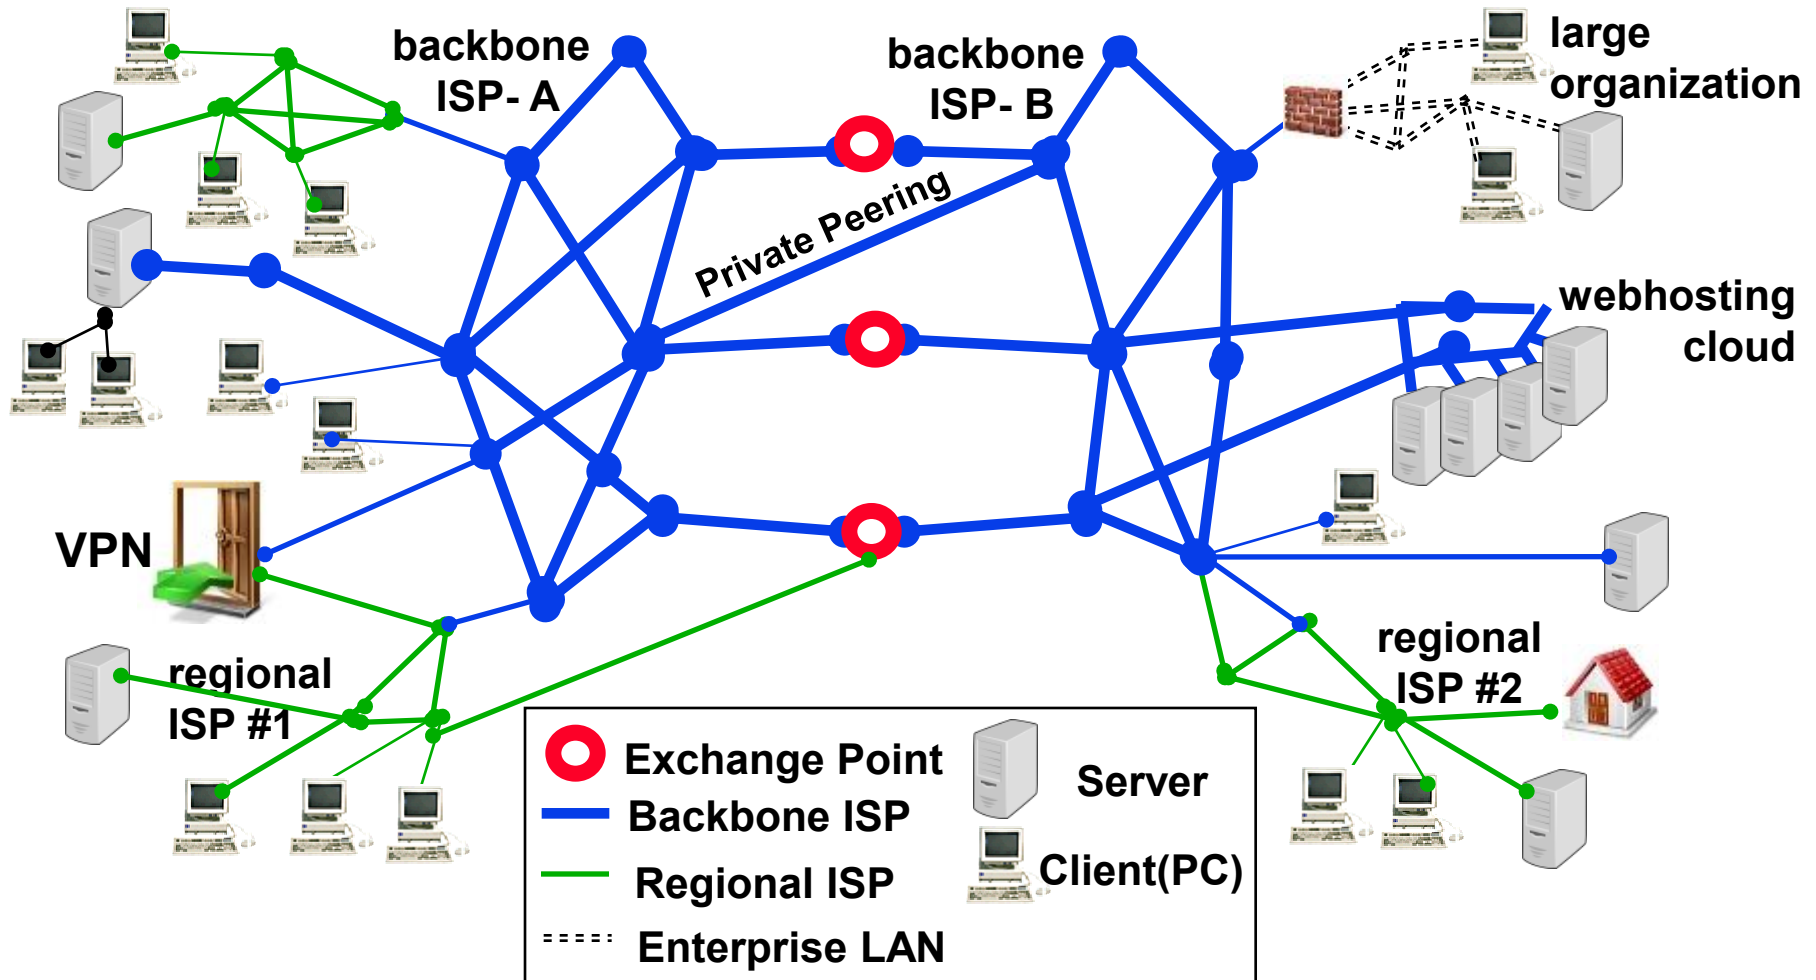 backbone
ISP- A
backbone
ISP- B
large
organization
Private Peering
webhosting
cloud
VPN
regional
ISP #1
regional
ISP #2
Exchange Point
Backbone ISP
Regional ISP
Enterprise LAN
Server
Client(PC)